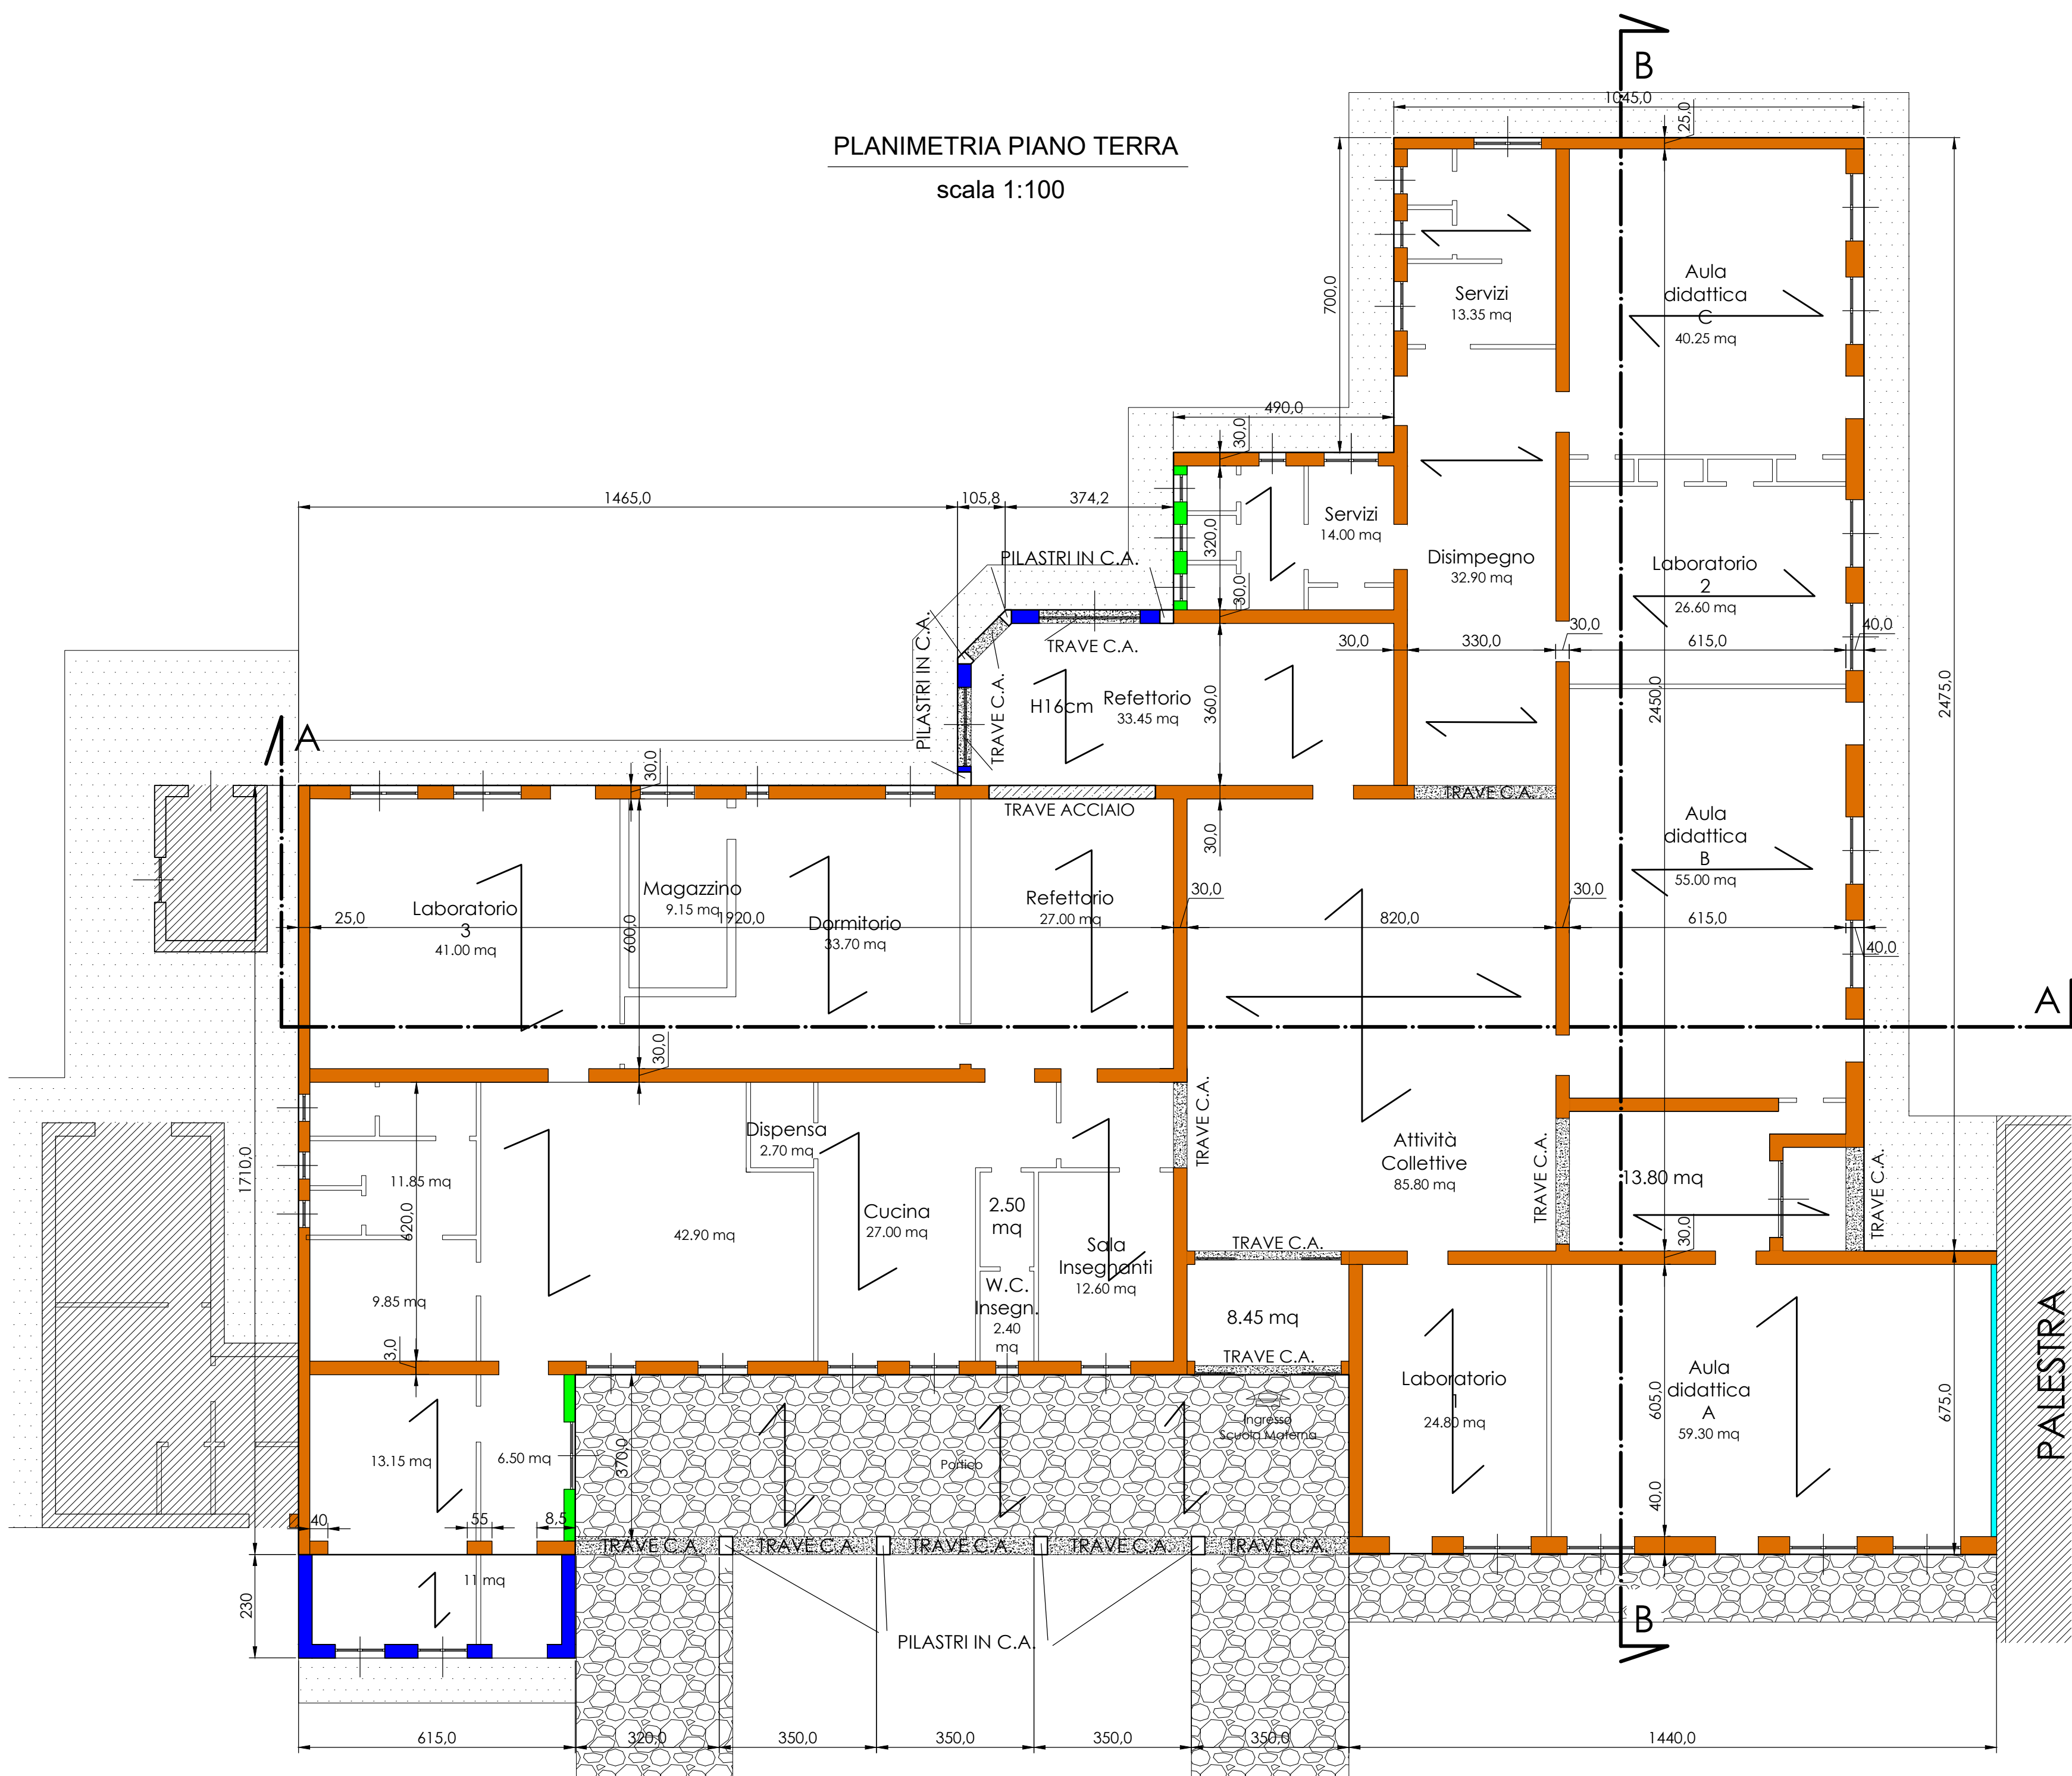 PLANIMETRIA PIANO TERRA
scala 1:100
B
1045,0
25,0
700,0
Servizi
13.35 mq
Aula
didattica
C
40.25 mq
490,0
30,0
1465,0
105,8
374,2
320,0
Servizi
14.00 mq
PILASTRI IN C.A.
Disimpegno
32.90 mq
Laboratorio
2
26.60 mq
30,0
PILASTRI IN C.A.
TRAVE C.A.
TRAVE C.A.
30,0
330,0
30,0
615,0
40,0
H16cm
Refettorio
33.45 mq
360,0
2450,0
2475,0
A
30,0
TRAVE ACCIAIO
TRAVE C.A.
30,0
Aula
didattica
B
55.00 mq
Laboratorio
3
41.00 mq
Magazzino
9.15 mq
Dormitorio
33.70 mq
Refettorio
27.00 mq
25,0
600,0
1920,0
30,0
820,0
30,0
615,0
40,0
A
30,0
TRAVE C.A.
Dispensa
2.70 mq
Attività
Collettive
85.80 mq
TRAVE C.A.
13.80 mq
TRAVE C.A.
1710,0
11.85 mq
620,0
42.90 mq
Cucina
27.00 mq
2.50
mq
Sala
Insegnanti
12.60 mq
TRAVE C.A.
30,0
W.C.
Insegn.
2.40
mq
9.85 mq
8.45 mq
3,0
TRAVE C.A.
Laboratorio
1
24.80 mq
Aula
didattica
A
59.30 mq
605,0
675,0
PALESTRA
Ingresso
Scuola Materna
13.15 mq
6.50 mq
370,0
Portico
40,0
40
55
8,5
TRAVE C.A.
TRAVE C.A.
TRAVE C.A.
TRAVE C.A.
TRAVE C.A.
11 mq
230
PILASTRI IN C.A.
B
615,0
320,0
350,0
350,0
350,0
350,0
1440,0